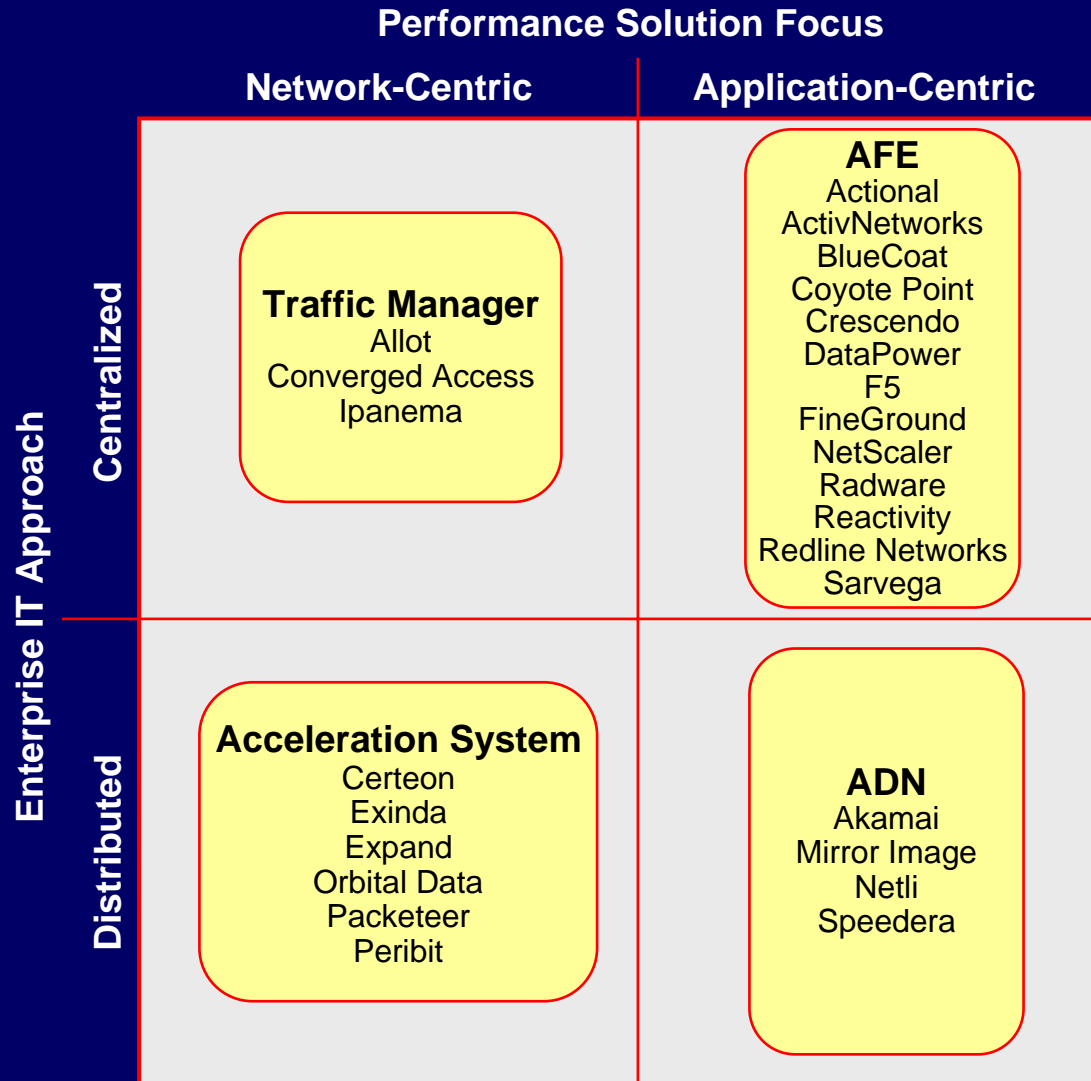 Performance Solution Focus
Network-Centric
Application-Centric
Enterprise IT Approach
Centralized
Traffic Manager
Allot
Converged Access
Ipanema
AFE
Actional
ActivNetworks
BlueCoat
Coyote Point
Crescendo
DataPower
F5
FineGround
NetScaler
Radware
Reactivity
Redline Networks
Sarvega
Distributed
Acceleration System
Certeon
Exinda
Expand
Orbital Data
Packeteer
Peribit
ADN
Akamai
Mirror Image
Netli
Speedera